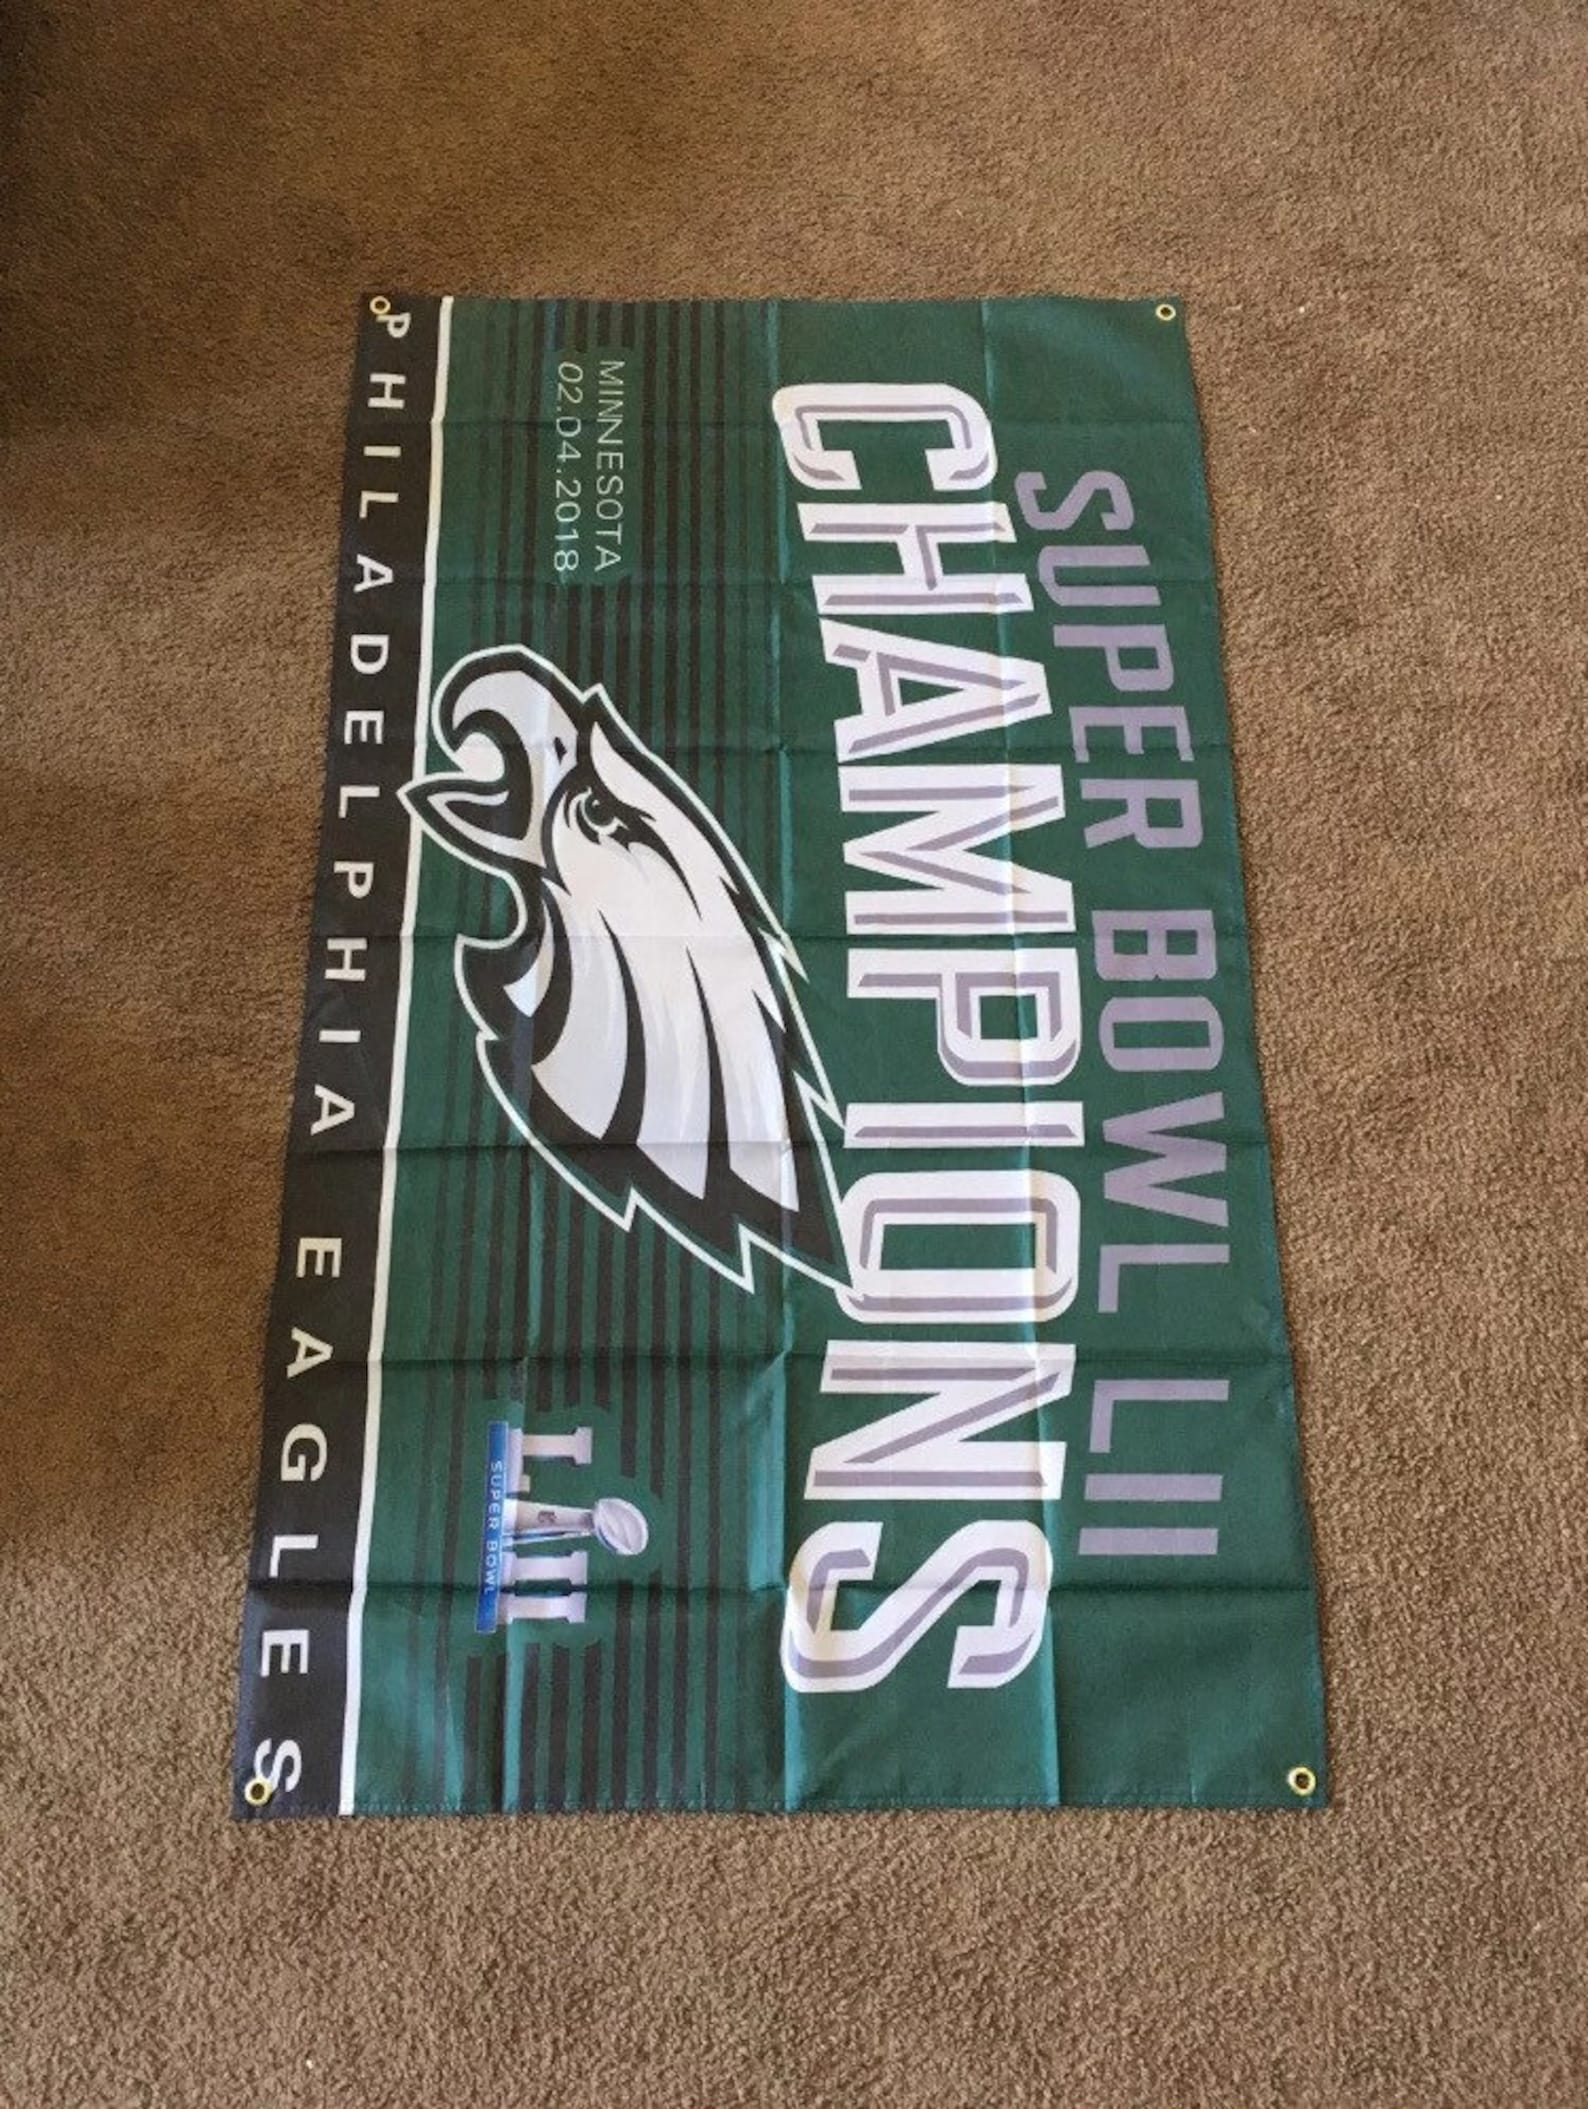 SUPER BOWL LII
CHAMPIONS
MINNESOTA
02.04.2018
LII
SUPER BOWL
PHILADELPHIA EAGLES